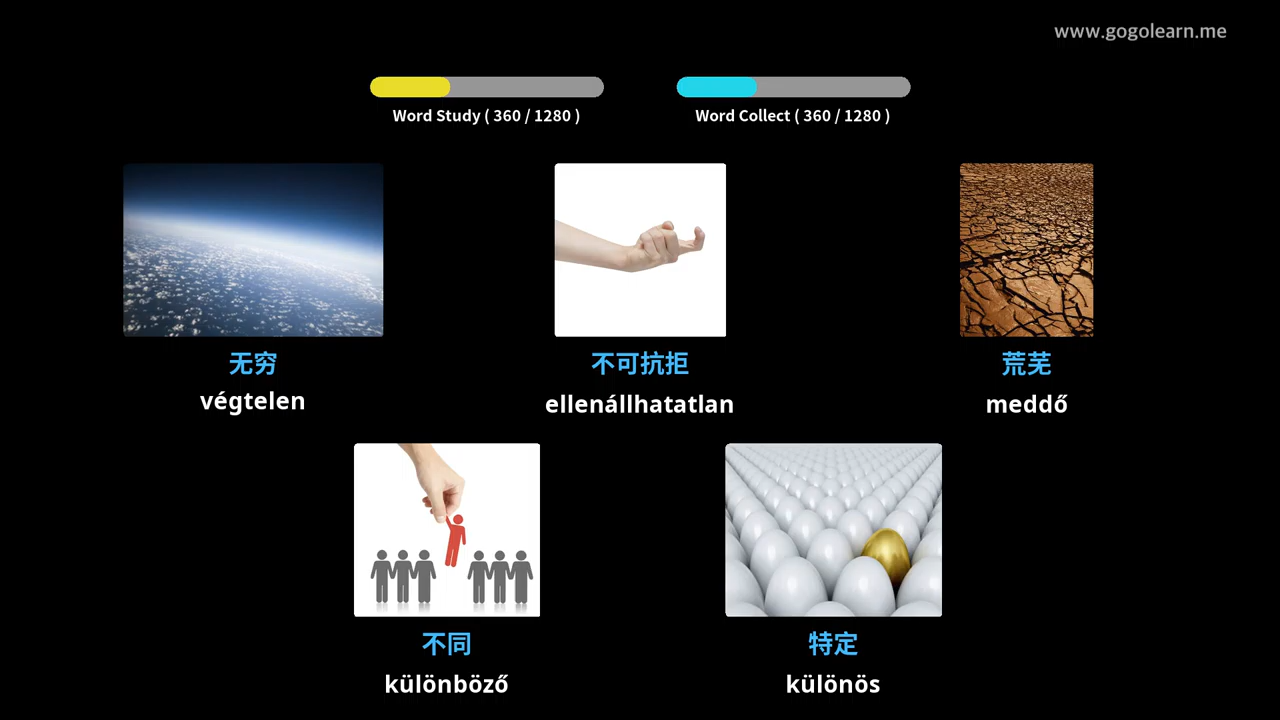 www.gogolearn.me
Word Study ( 360 / 1280 )
Word Collect ( 360 / 1280 )
无穷
végtelen
不可抗拒
ellenállhatatlan
荒芜
meddő
不同
különböző
特定
különös